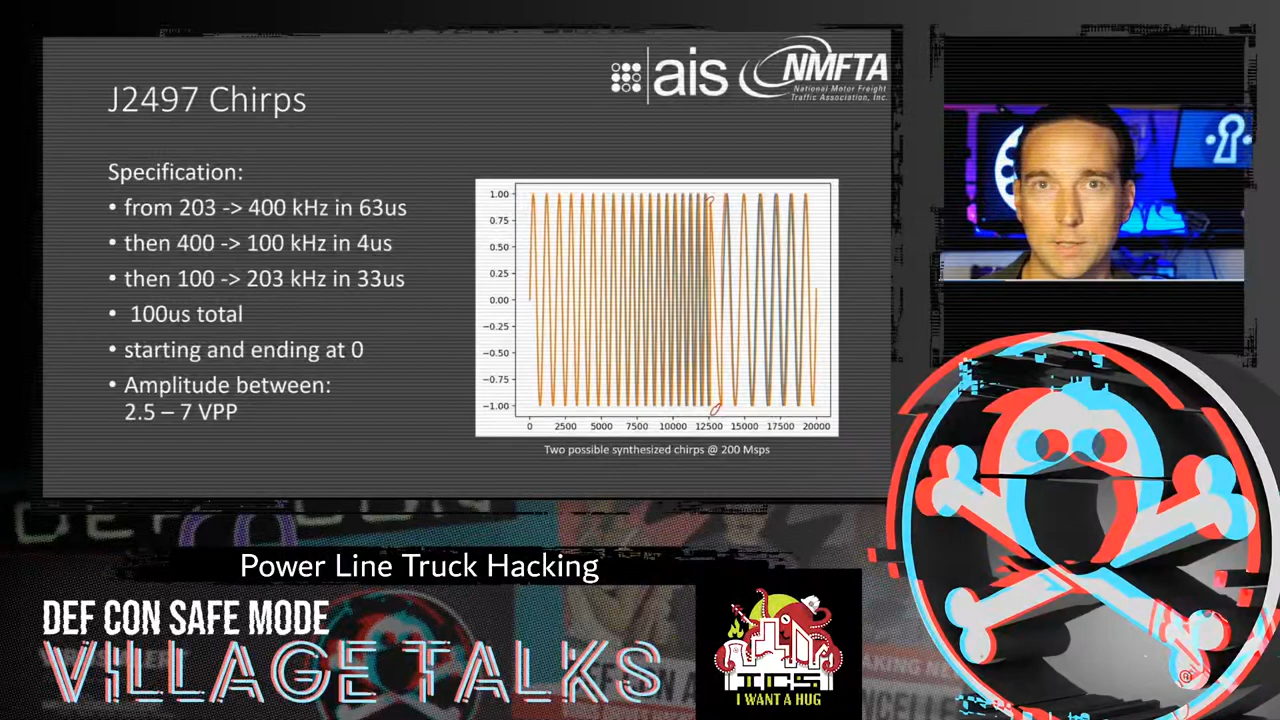 J2497 Chirps
ais
NMFTA
National Motor Freight
Traffic Association, Inc.
Specification:
• from 203 -> 400 kHz in 63us
• then 400 -> 100 kHz in 4us
• then 100 -> 203 kHz in 33us
• 100us total
• starting and ending at 0
• Amplitude between:
2.5 – 7 VPP
1.00
0.75
0.50
0.25
0.00
−0.25
−0.50
−0.75
−1.00
0 2500 5000 7500 10000 12500 15000 17500 20000
Two possible synthesized chirps @ 200 Msps
DEF CON
Power Line Truck Hacking
DEF CON SAFE MODE
VILLAGE TALKS
ICS
I WANT A HUG